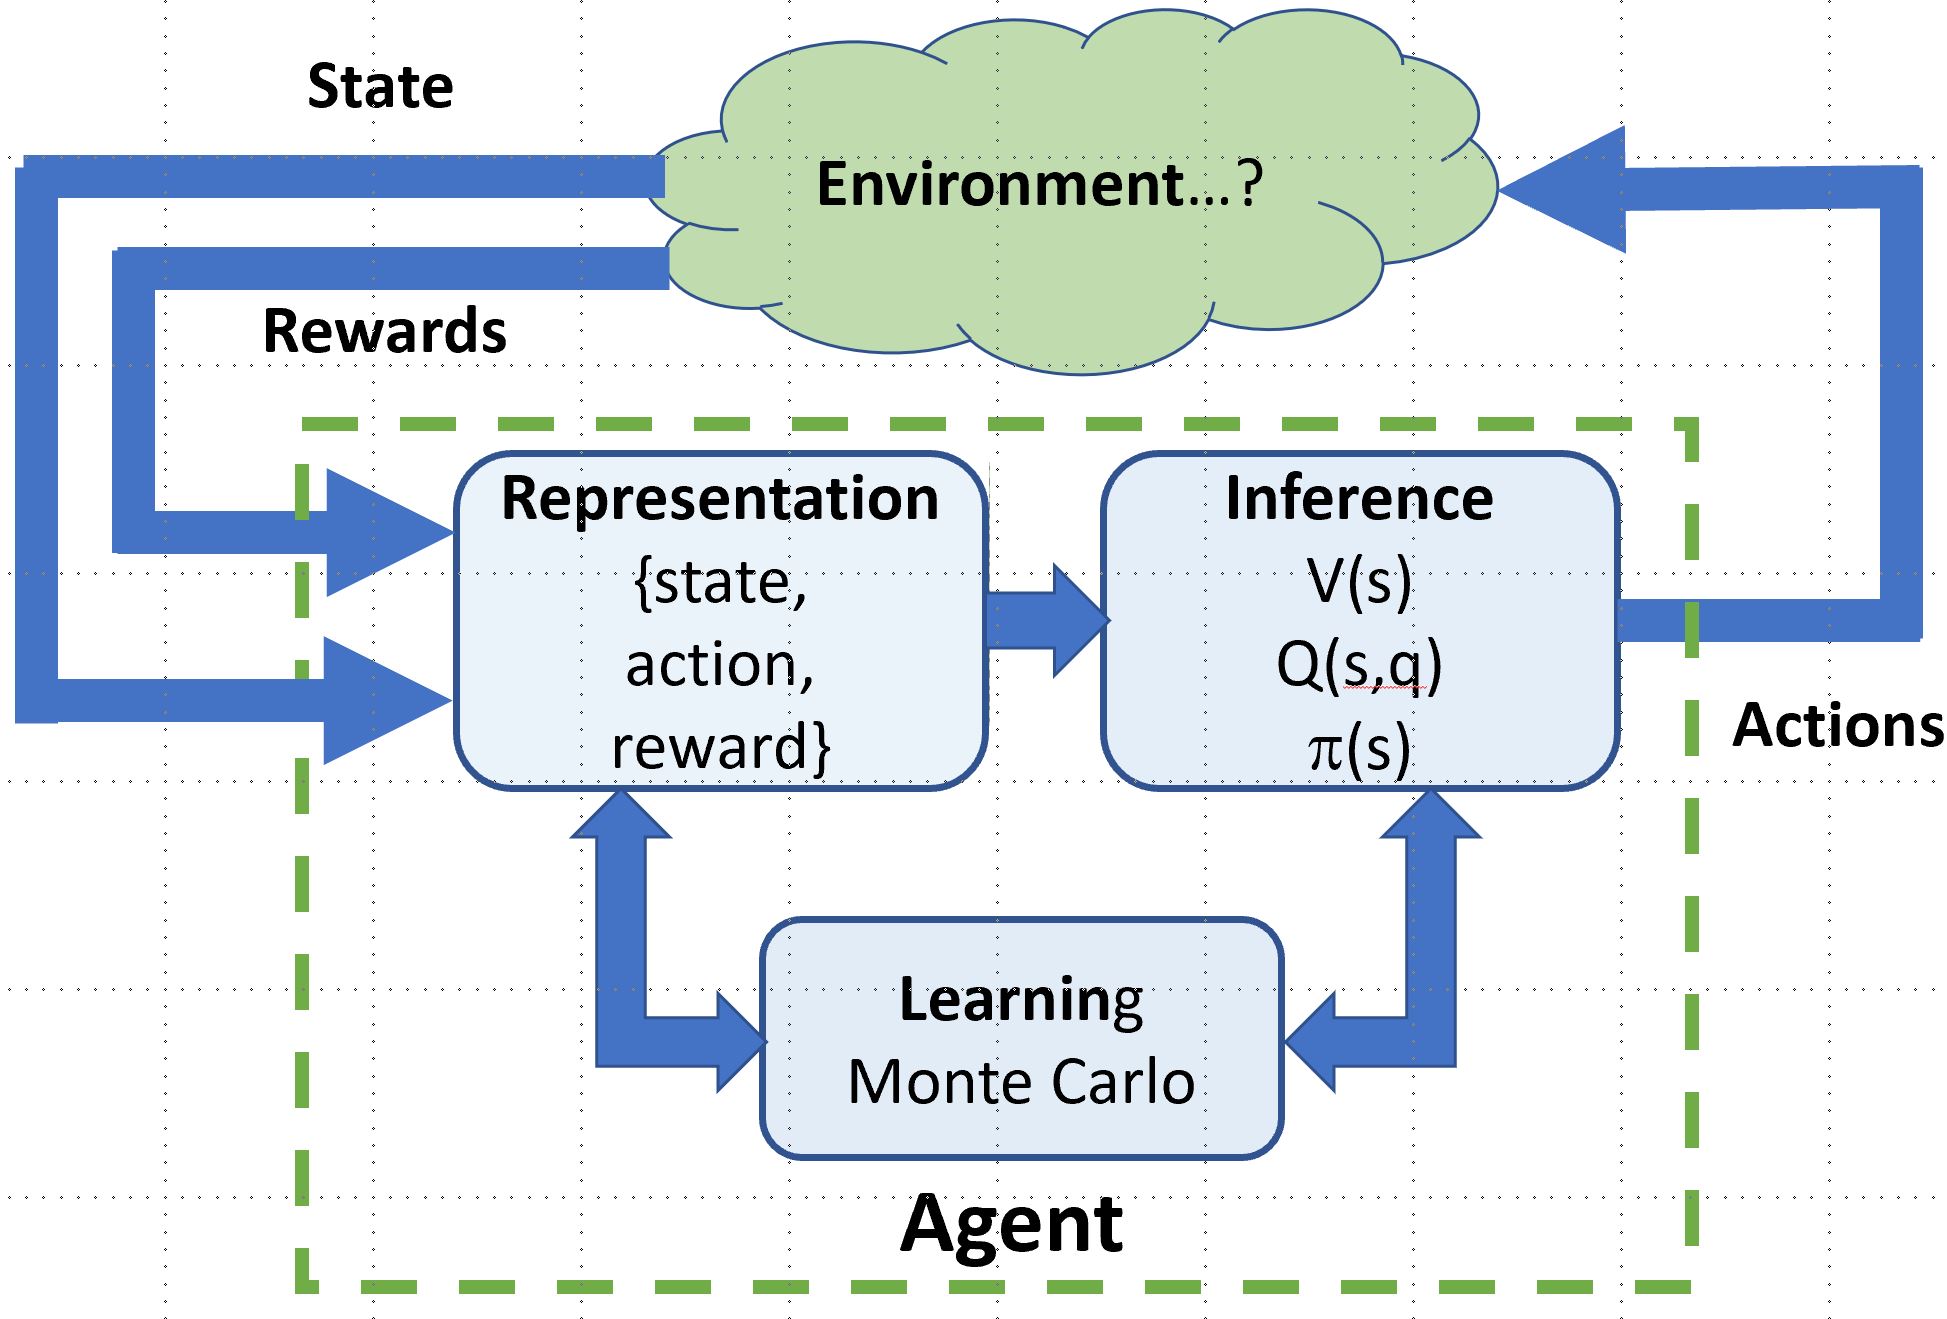 State
Environment...?
Rewards
Representation
{state,
action,
reward}
Inference
V(s)
Q(s,q)
π(s)
Actions
Learning
Monte Carlo
Agent